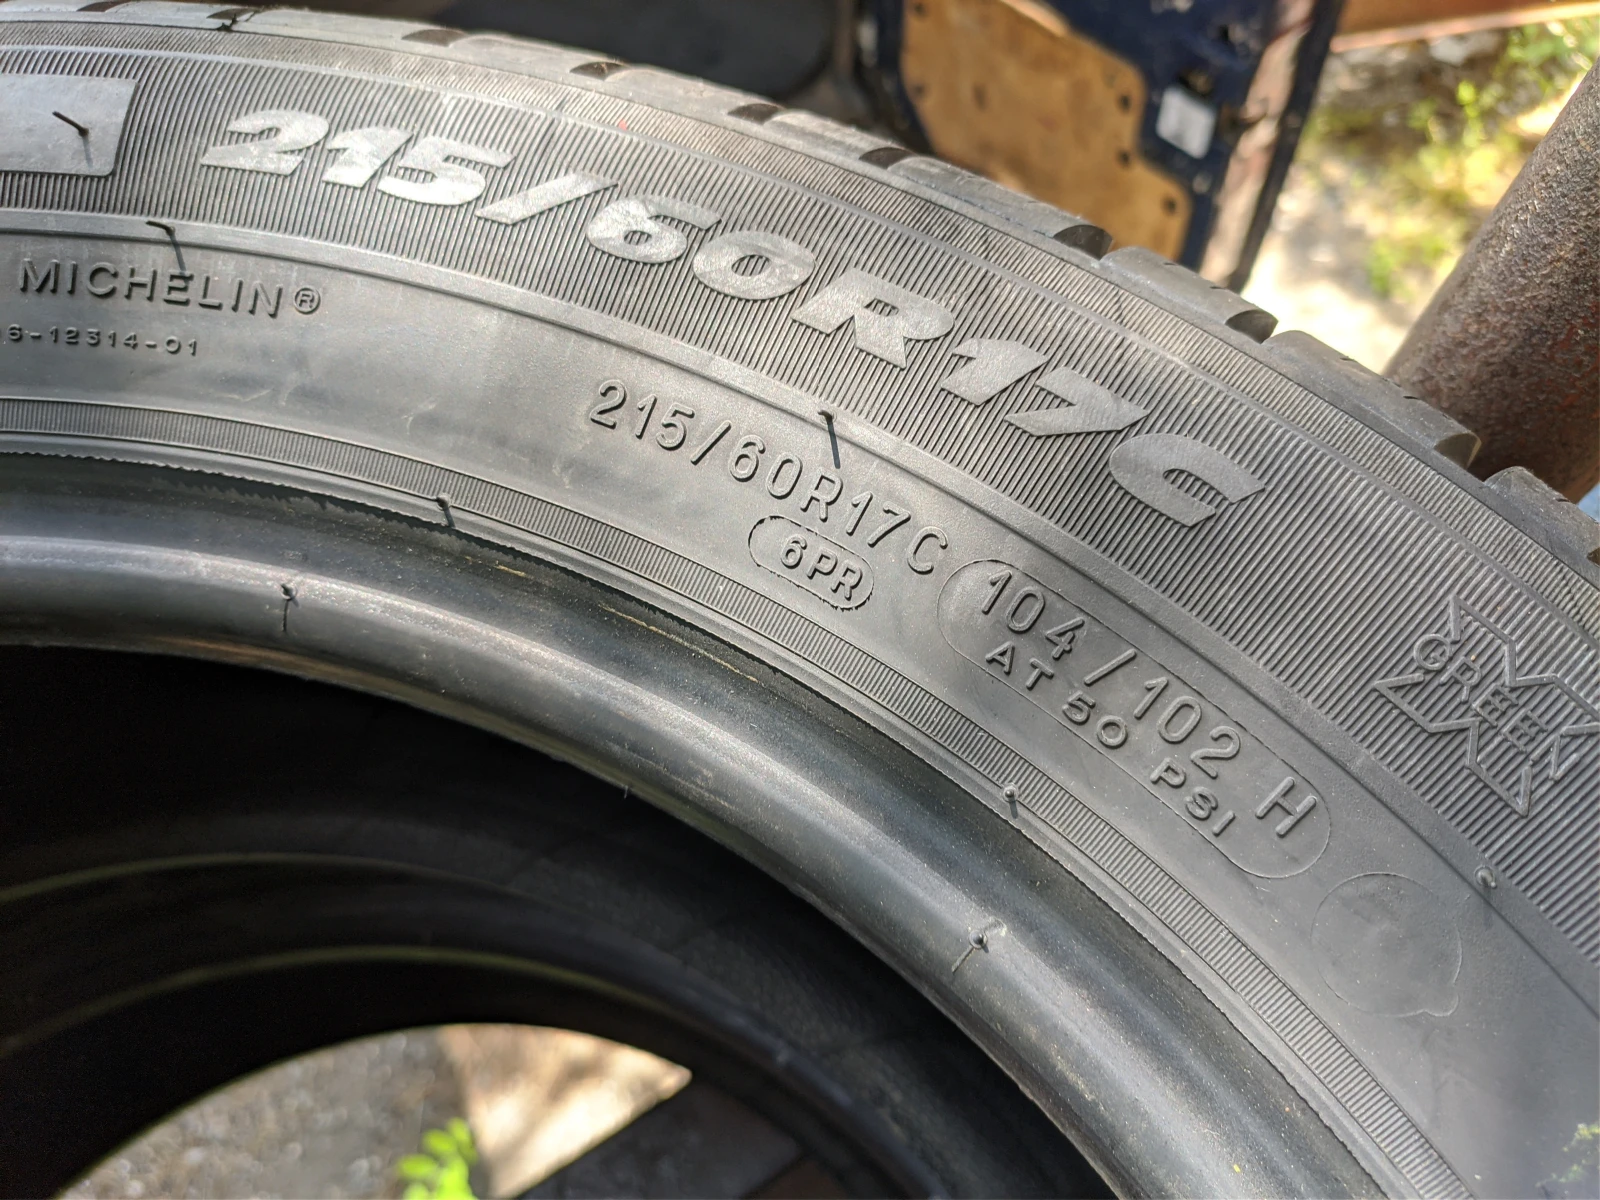 215/60R17C
MICHELIN®
6-12314-01
215/60R17C
6PR
104/102 H
AT 50 PSI
GREEN X